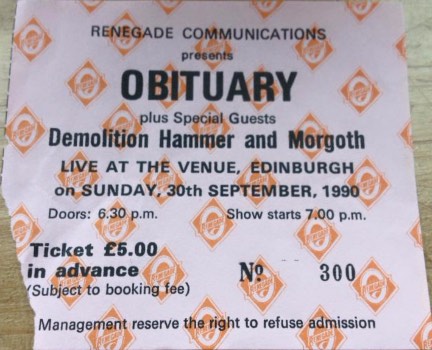 RENEGADE COMMUNICATIONS
presents
OBITUARY
plus Special Guests
Demolition Hammer and Morgoth
LIVE AT THE VENUE, EDINBURGH
on SUNDAY, 30th SEPTEMBER, 1990
Doors: 6.30 p.m. Show starts 7.00 p.m.
Ticket £5.00
in advance
(Subject to booking fee)
Nº 300
Management reserve the right to refuse admission